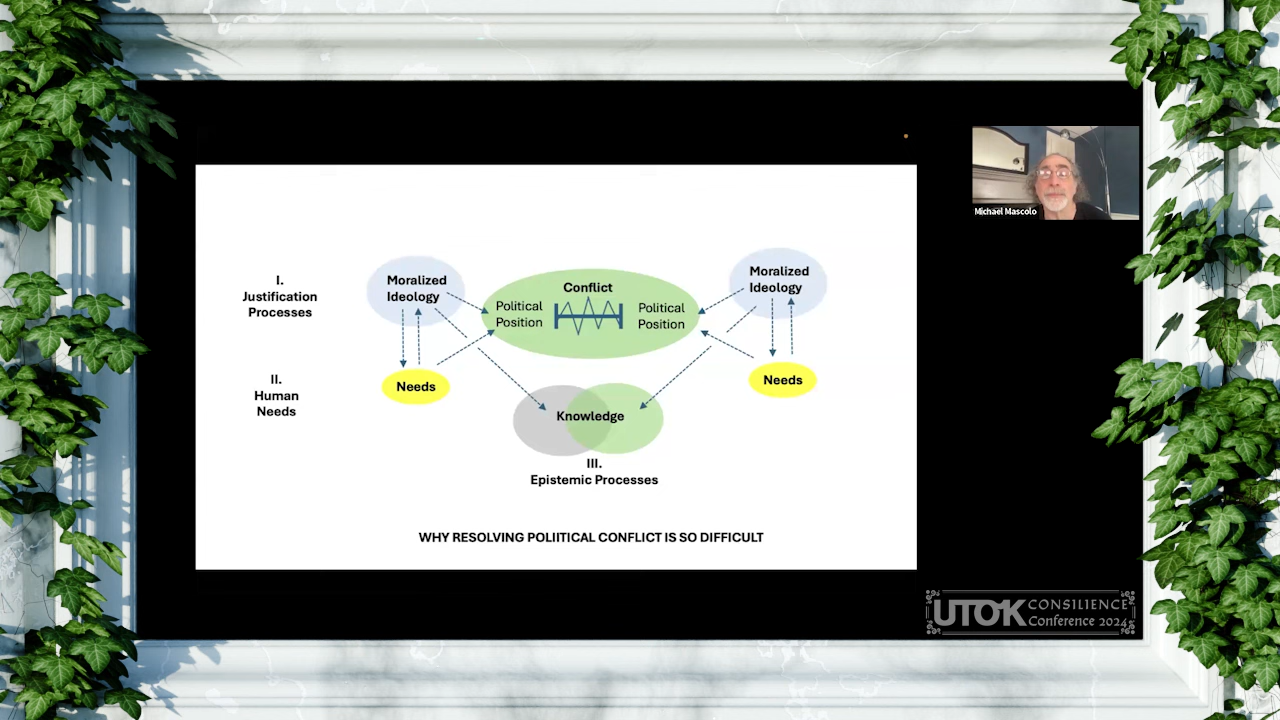 I.
Justification
Processes
Moralized
Ideology
Conflict
Political
Position
Political
Position
Moralized
Ideology
II.
Human
Needs
Needs
Needs
Knowledge
III.
Epistemic Processes
WHY RESOLVING POLIITICAL CONFLICT IS SO DIFFICULT
Michael Mascolo
UTOK CONSILIENCE
Conference 2024